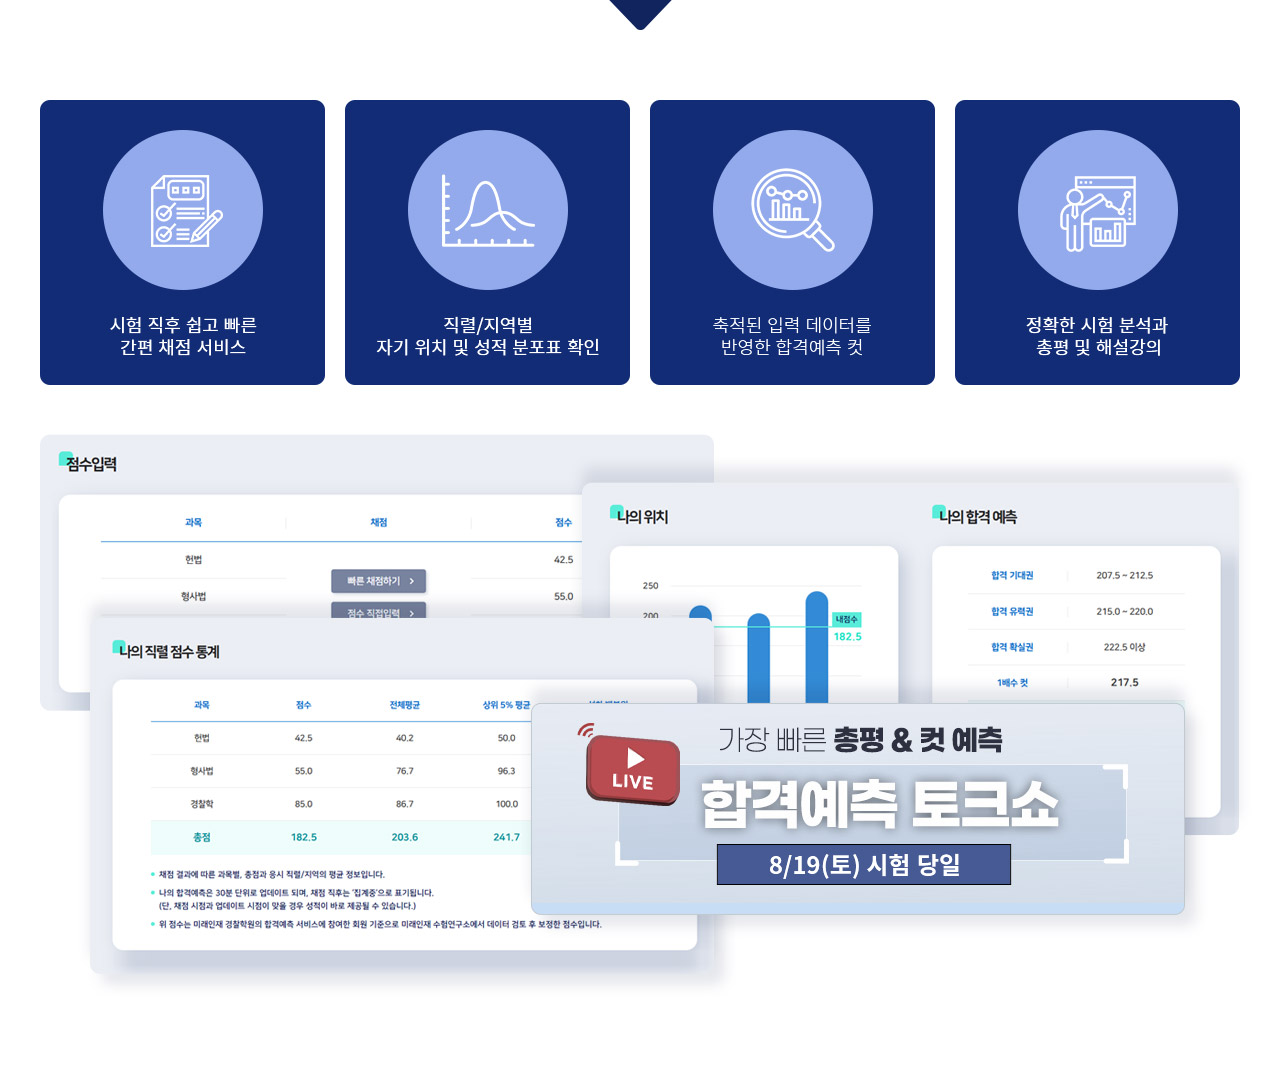 시험 직후 쉽고 빠른
간편 채점 서비스
직렬/지역별
자기 위치 및 성적 분포표 확인
축적된 입력 데이터를
반영한 합격예측 컷
정확한 시험 분석과
총평 및 해설강의
점수입력
과목 채점 점수
헌법 42.5
빠른 채점하기 >
형사법 55.0
점수 직접입력 >
나의 위치
250
200
내점수
182.5
나의 합격 예측
합격 기대권 207.5 ~ 212.5
합격 유력권 215.0 ~ 220.0
합격 확실권 222.5 이상
1배수 컷 217.5
나의 직렬 점수 통계
과목 점수 전체평균 상위 5% 평균
헌법 42.5 40.2 50.0
형사법 55.0 76.7 96.3
경찰학 85.0 86.7 100.0
총점 182.5 203.6 241.7
• 채점 결과에 따른 과목별, 총점과 응시 직렬/지역의 평균 정보입니다.
• 나의 합격예측은 30분 단위로 업데이트 되며, 채점 직후는 '집계중'으로 표기됩니다.
(단, 채점 시점과 업데이트 시점이 맞을 경우 성적이 바로 제공될 수 있습니다.)
• 위 점수는 미래인재 경찰학원의 합격예측 서비스에 참여한 회원 기준으로 미래인재 수험연구소에서 데이터 검토 후 보정한 점수입니다.
LIVE
가장 빠른 총평 & 컷 예측
합격예측 토크쇼
8/19(토) 시험 당일